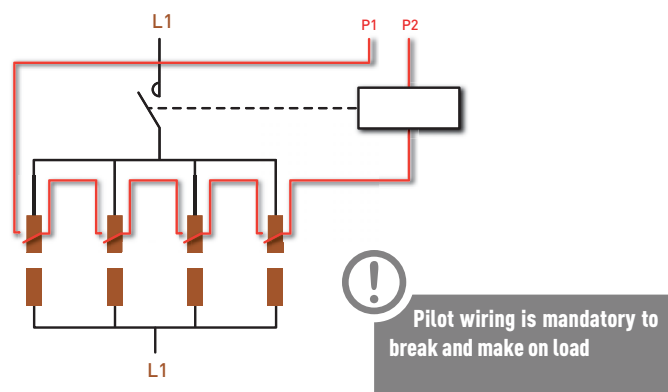 L1
P1
P2
L1
!
Pilot wiring is mandatory to
break and make on load